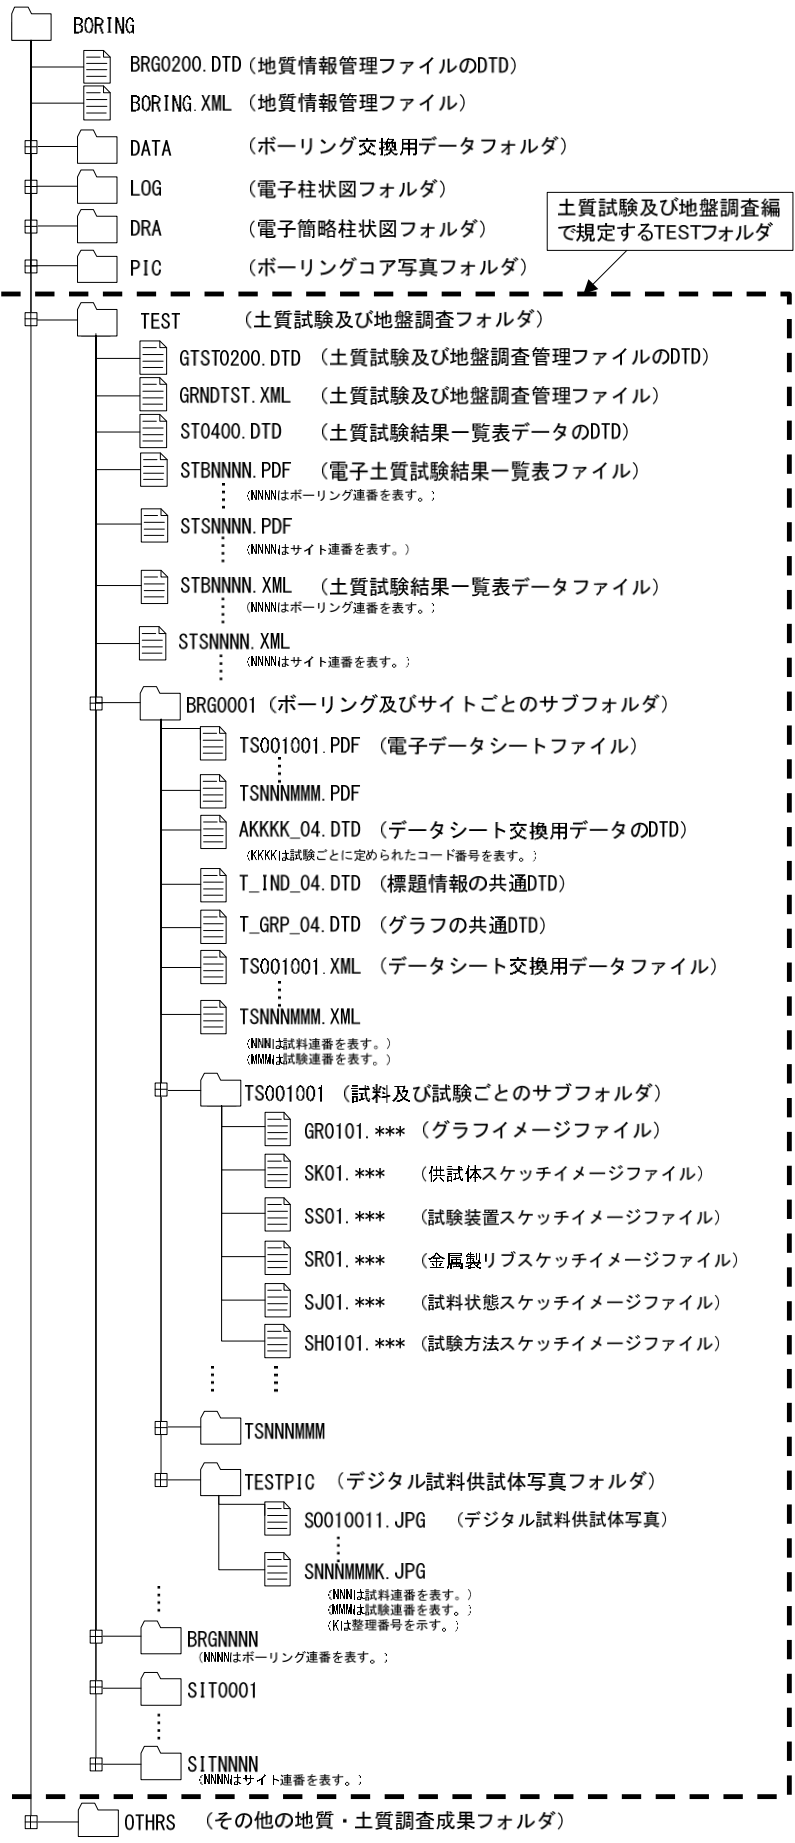 BORING
BRG0200.DTD (地質情報管理ファイルのDTD)
BORING.XML (地質情報管理ファイル)
DATA (ボーリング交換用データフォルダ)
LOG (電子柱状図フォルダ)
DRA (電子簡略柱状図フォルダ)
PIC (ボーリングコア写真フォルダ)
土質試験及び地盤調査編
で規定するTESTフォルダ
TEST (土質試験及び地盤調査フォルダ)
GTST0200.DTD (土質試験及び地盤調査管理ファイルのDTD)
GRNDTST.XML (土質試験及び地盤調査管理ファイル)
ST0400.DTD (土質試験結果一覧表データのDTD)
STBNNNN.PDF (電子土質試験結果一覧表ファイル)
(NNNNはボーリング連番を表す。)
STSNNNN.PDF
(NNNNはサイト連番を表す。)
STBNNNN.XML (土質試験結果一覧表データファイル)
(NNNNはボーリング連番を表す。)
STSNNNN.XML
(NNNNはサイト連番を表す。)
BRG0001 (ボーリング及びサイトごとのサブフォルダ)
TS001001.PDF (電子データシートファイル)
TSNNNMMM.PDF
AKKKK_04.DTD (データシート交換用データのDTD)
(KKKKは試験ごとに定められたコード番号を表す。)
T_IND_04.DTD (標題情報の共通DTD)
T_GRP_04.DTD (グラフの共通DTD)
TS001001.XML (データシート交換用データファイル)
TSNNNMMM.XML
(NNNは試料連番を表す。)
(MMMは試験連番を表す。)
TS001001 (試料及び試験ごとのサブフォルダ)
GR0101.*** (グラフイメージファイル)
SK01.*** (供試体スケッチイメージファイル)
SS01.*** (試験装置スケッチイメージファイル)
SR01.*** (金属製リブスケッチイメージファイル)
SJ01.*** (試料状態スケッチイメージファイル)
SH0101.*** (試験方法スケッチイメージファイル)
TSNNNMMM
TESTPIC (デジタル試料供試体写真フォルダ)
S0010011.JPG (デジタル試料供試体写真)
SNNNMMMK.JPG
(NNNは試料連番を表す。)
(MMMは試験連番を表す。)
(Kは整理番号を示す。)
BRGNNNN
(NNNNはボーリング連番を表す。)
SIT0001
SITNNNN
(NNNNはサイト連番を表す。)
OTHRS (その他の地質・土質調査成果フォルダ)